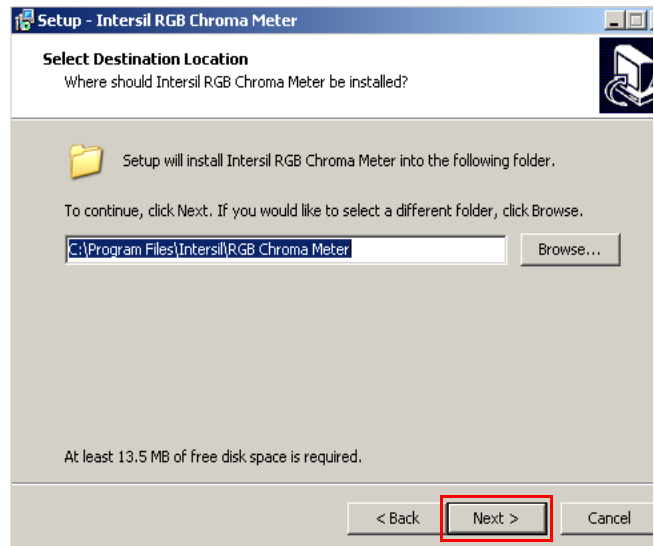 Setup - Intersil RGB Chroma Meter
Select Destination Location
Where should Intersil RGB Chroma Meter be installed?
Setup will install Intersil RGB Chroma Meter into the following folder.
To continue, click Next. If you would like to select a different folder, click Browse.
C:\Program Files\Intersil\RGB Chroma Meter
Browse...
At least 13.5 MB of free disk space is required.
< Back
Next >
Cancel